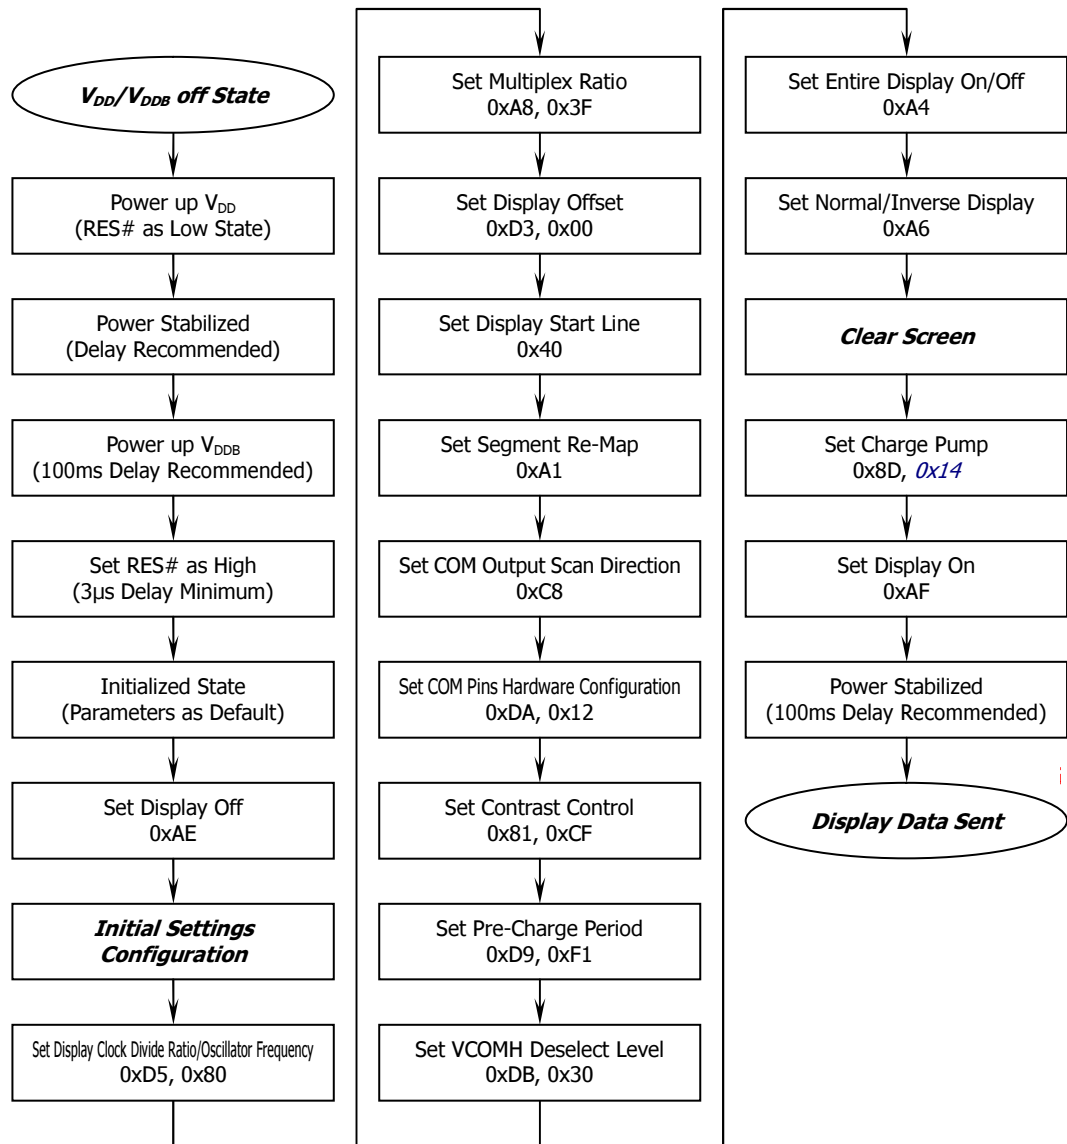 V_DD/V_DDB off State
Power up V_DD
(RES# as Low State)
Power Stabilized
(Delay Recommended)
Power up V_DDB
(100ms Delay Recommended)
Set RES# as High
(3μs Delay Minimum)
Initialized State
(Parameters as Default)
Set Display Off
0xAE
Initial Settings
Configuration
Set Display Clock Divide Ratio/Oscillator Frequency
0xD5, 0x80
Set Multiplex Ratio
0xA8, 0x3F
Set Display Offset
0xD3, 0x00
Set Display Start Line
0x40
Set Segment Re-Map
0xA1
Set COM Output Scan Direction
0xC8
Set COM Pins Hardware Configuration
0xDA, 0x12
Set Contrast Control
0x81, 0xCF
Set Pre-Charge Period
0xD9, 0xF1
Set VCOMH Deselect Level
0xDB, 0x30
Set Entire Display On/Off
0xA4
Set Normal/Inverse Display
0xA6
Clear Screen
Set Charge Pump
0x8D, 0x14
Set Display On
0xAF
Power Stabilized
(100ms Delay Recommended)
Display Data Sent